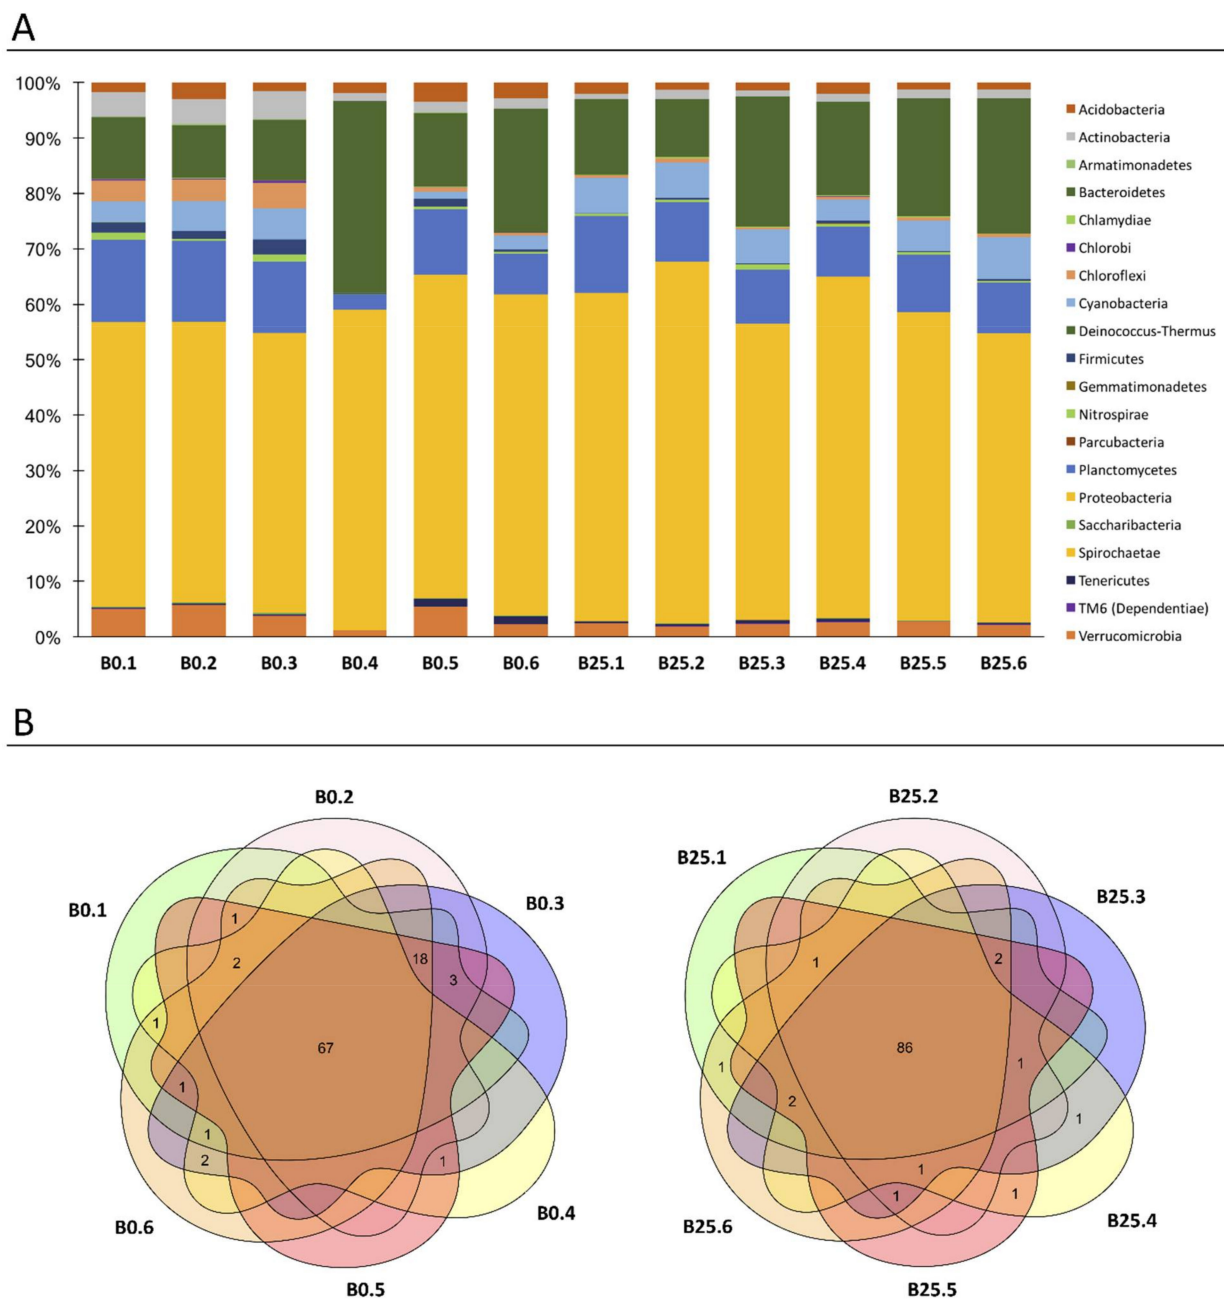 A
100%
90%
80%
70%
60%
50%
40%
30%
20%
10%
0%
B0.1 B0.2 B0.3 B0.4 B0.5 B0.6 B25.1 B25.2 B25.3 B25.4 B25.5 B25.6
Acidobacteria
Actinobacteria
Armatimonadetes
Bacteroidetes
Chlamydiae
Chlorobi
Chloroflexi
Cyanobacteria
Deinococcus-Thermus
Firmicutes
Gemmatimonadetes
Nitrospirae
Parcubacteria
Planctomycetes
Proteobacteria
Saccharibacteria
Spirochaetae
Tenericutes
TM6 (Dependentiae)
Verrucomicrobia
B
B0.2
B0.1
B0.3
1
18
2
3
1
67
1
1
2
1
B0.6
B0.4
B0.5
B25.2
B25.1
B25.3
2
1
86
1
1
2
1
1
1
1
B25.6
B25.4
B25.5